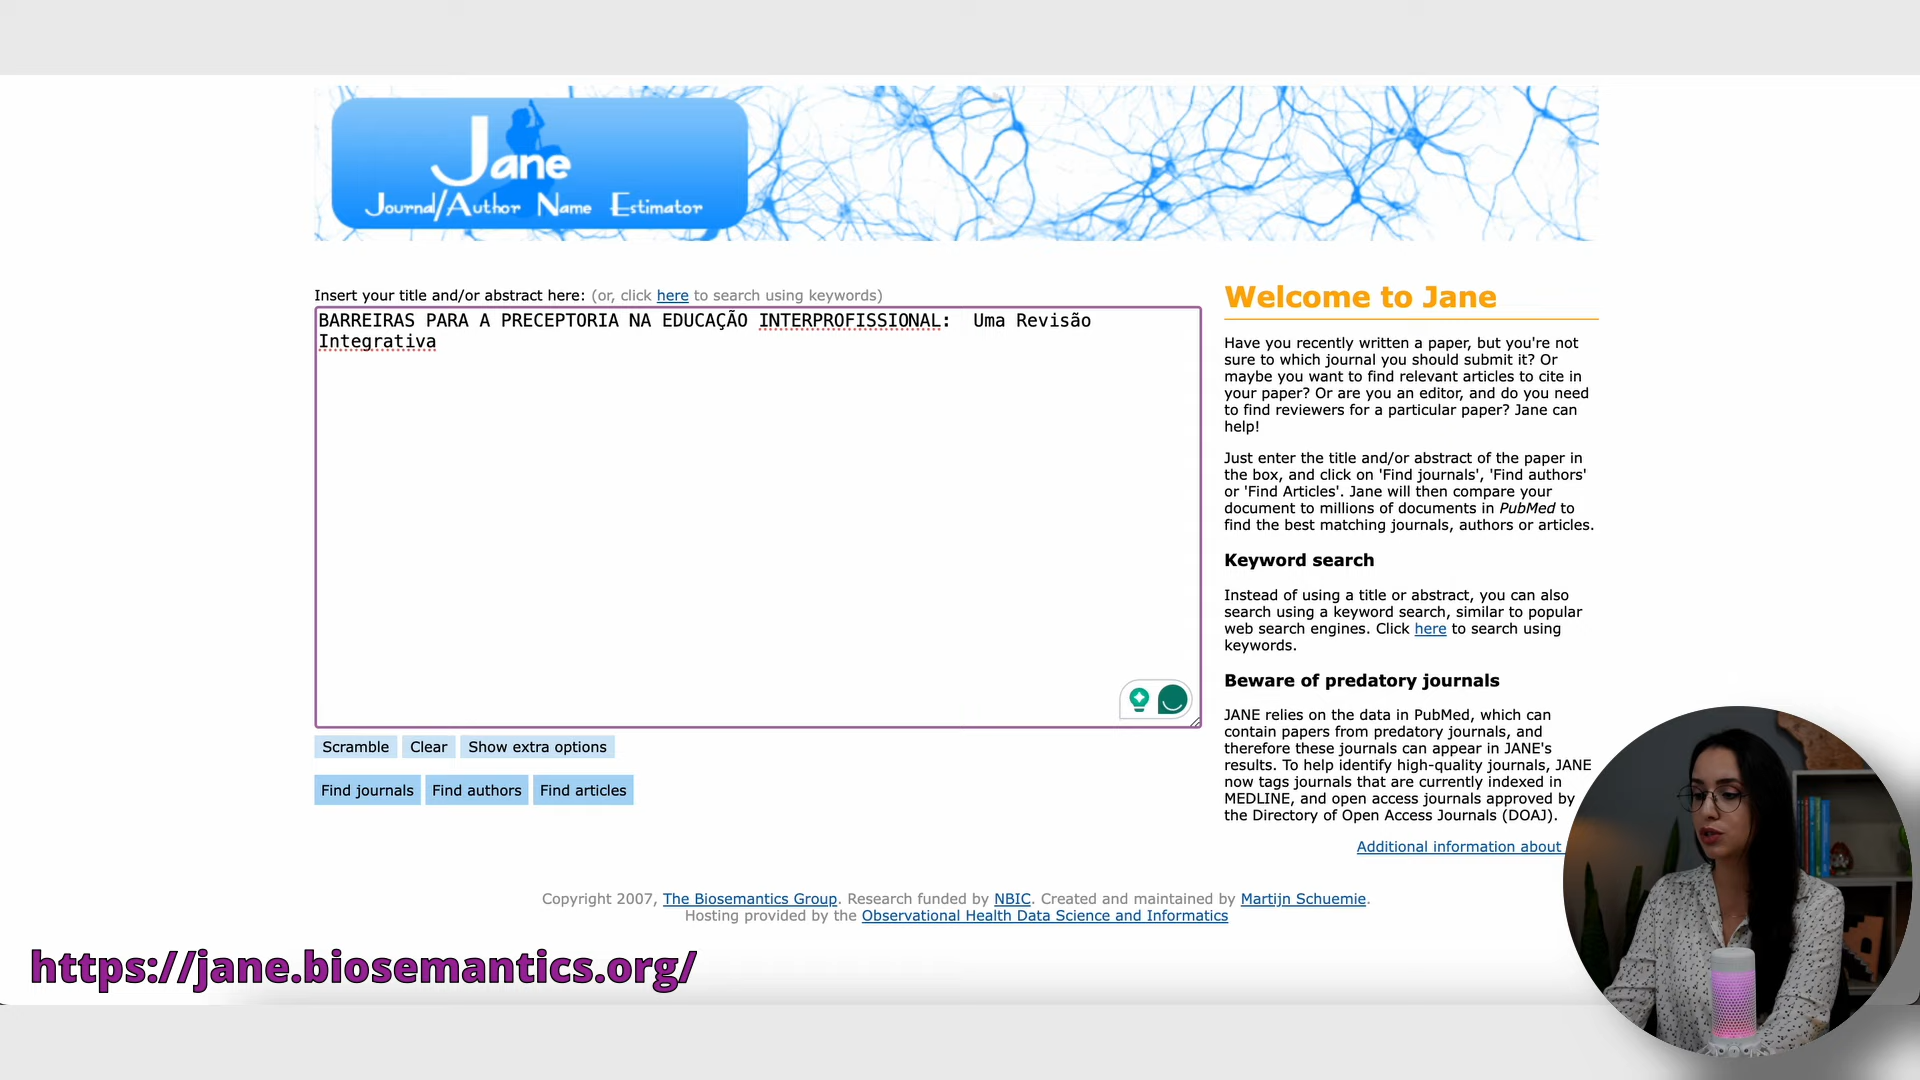 Jane
Journal/Author Name Estimator
Insert your title and/or abstract here: (or, click here to search using keywords)
BARREIRAS PARA A PRECEPTORIA NA EDUCAÇÃO INTERPROFISSIONAL:  Uma Revisão
Integrativa
Scramble
Clear
Show extra options
Find journals
Find authors
Find articles
Welcome to Jane
Have you recently written a paper, but you're not
sure to which journal you should submit it? Or
maybe you want to find relevant articles to cite in
your paper? Or are you an editor, and do you need
to find reviewers for a particular paper? Jane can
help!
Just enter the title and/or abstract of the paper in
the box, and click on 'Find journals', 'Find authors'
or 'Find Articles'. Jane will then compare your
document to millions of documents in PubMed to
find the best matching journals, authors or articles.
Keyword search
Instead of using a title or abstract, you can also
search using a keyword search, similar to popular
web search engines. Click here to search using
keywords.
Beware of predatory journals
JANE relies on the data in PubMed, which can
contain papers from predatory journals, and
therefore these journals can appear in JANE's
results. To help identify high-quality journals, JANE
now tags journals that are currently indexed in
MEDLINE, and open access journals approved by
the Directory of Open Access Journals (DOAJ).
Additional information about
Copyright 2007, The Biosemantics Group. Research funded by NBIC. Created and maintained by Martijn Schuemie.
Hosting provided by the Observational Health Data Science and Informatics
https://jane.biosemantics.org/